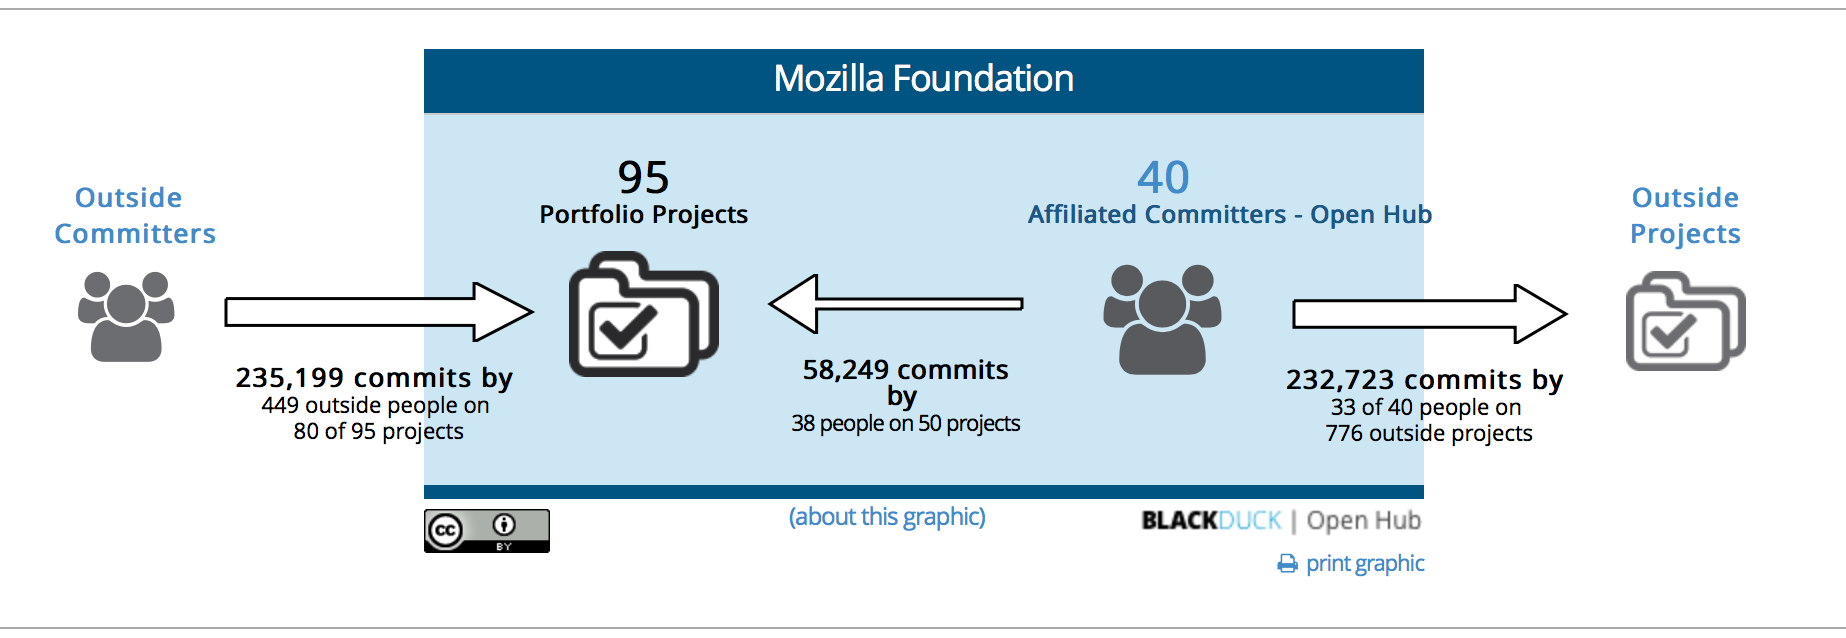 Mozilla Foundation
Outside
Committers
235,199 commits by
449 outside people on
80 of 95 projects
95
Portfolio Projects
58,249 commits
by
38 people on 50 projects
40
Affiliated Committers - Open Hub
232,723 commits by
33 of 40 people on
776 outside projects
Outside
Projects
cc
BY
(about this graphic)
BLACKDUCK | Open Hub
print graphic